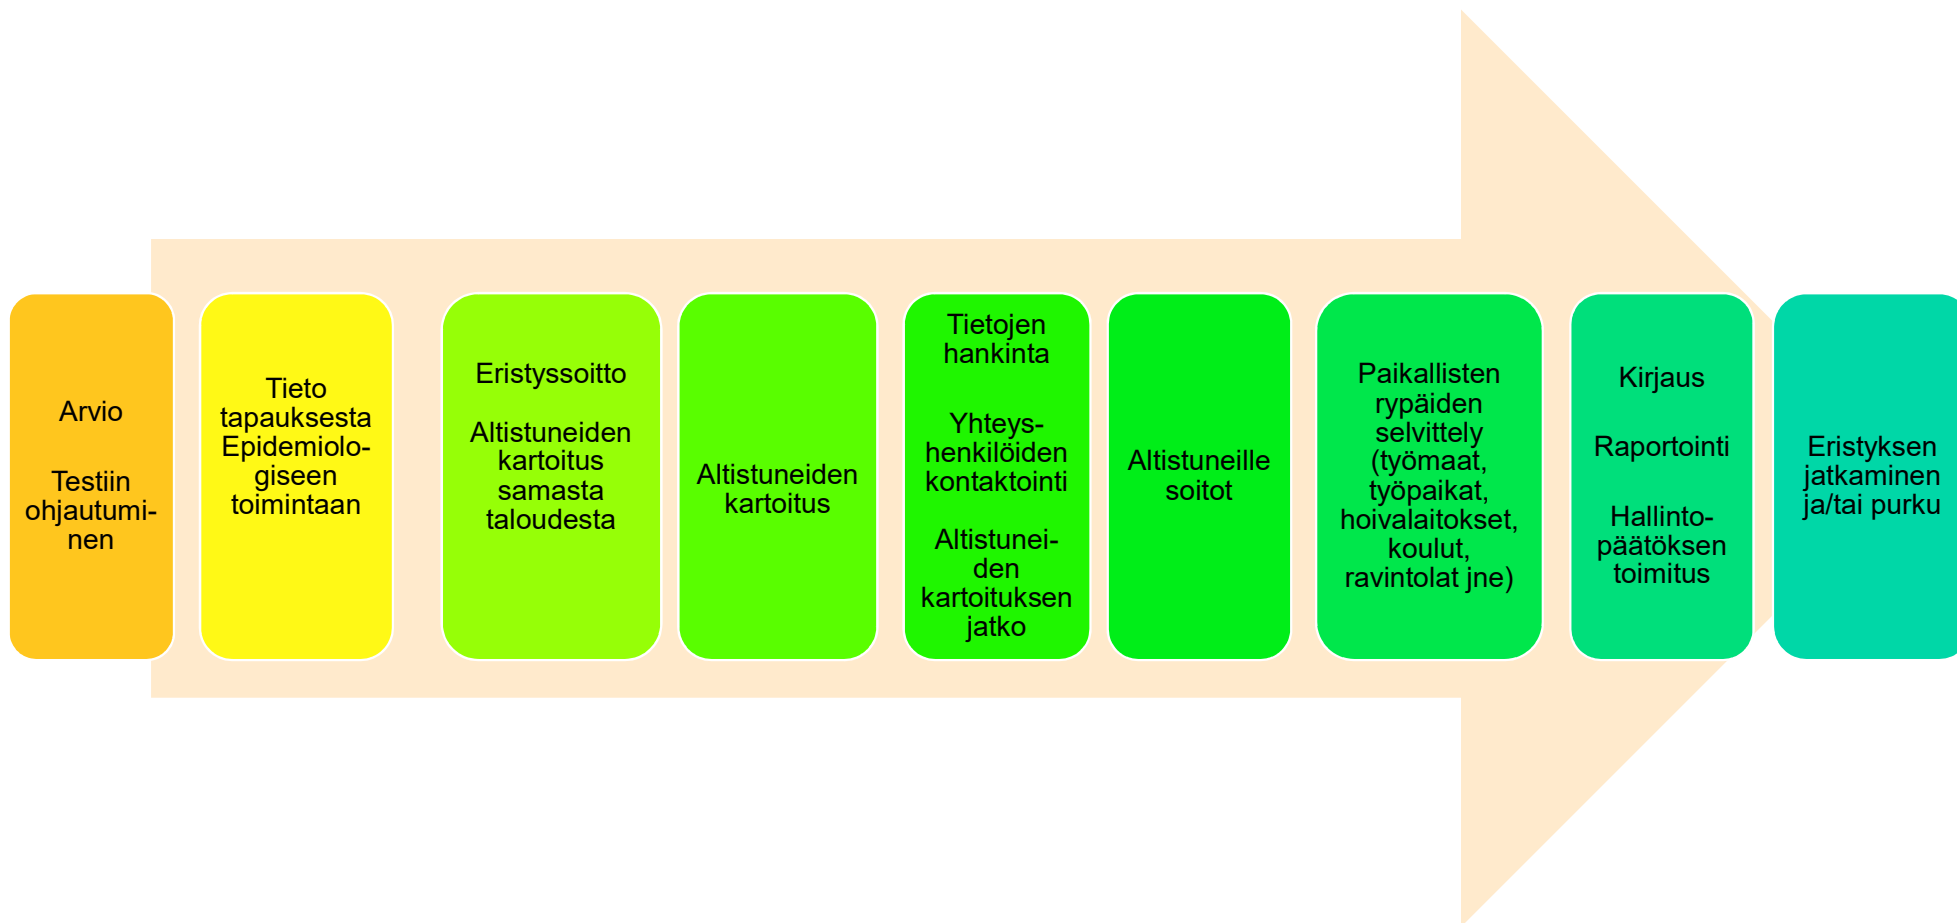 Arvio
Testiin
ohjautumi-
nen
Tieto
tapauksesta
Epidemiolo-
giseen
toimintaan
Eristyssoitto
Altistuneiden
kartoitus
samasta
taloudesta
Altistuneiden
kartoitus
Tietojen
hankinta
Yhteys-
henkilöiden
kontaktointi
Altistunei-
den
kartoituksen
jatko
Altistuneille
soitot
Paikallisten
rypäiden
selvittely
(työmaat,
työpaikat,
hoivalaitokset,
koulut,
ravintolat jne)
Kirjaus
Raportointi
Hallinto-
päätöksen
toimitus
Eristyksen
jatkaminen
ja/tai purku